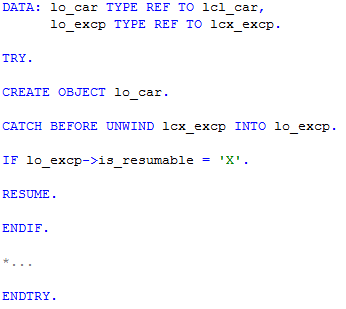 DATA: lo_car TYPE REF TO lcl_car,
lo_excp TYPE REF TO lcx_excp.
TRY.
CREATE OBJECT lo_car.
CATCH BEFORE UNWIND lcx_excp INTO lo_excp.
IF lo_excp->is_resumable = 'X'.
RESUME.
ENDIF.
*...
ENDTRY.